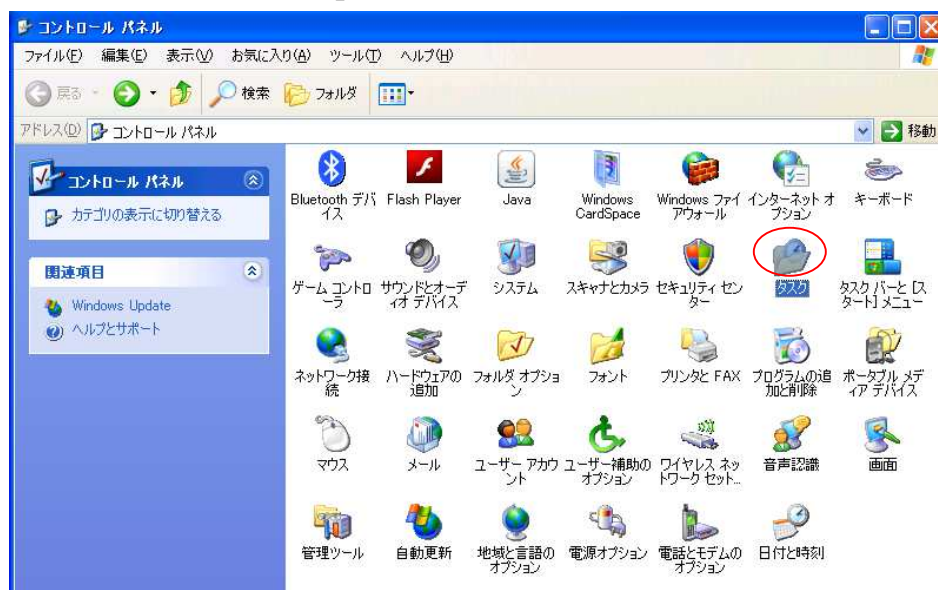 コントロール パネル
ファイル(F) 編集(E) 表示(V) お気に入り(A) ツール(T) ヘルプ(H)
戻る 検索 フォルダ
アドレス(D) コントロール パネル 移動
コントロール パネル
カテゴリの表示に切り替える
関連項目
Windows Update
ヘルプとサポート
Bluetooth デバ
イス
Flash Player
Java
Windows
CardSpace
Windows ファイ
アウォール
インターネット オ
プション
キーボード
ゲーム コントロ
ーラ
サウンドとオーデ
ィオ デバイス
システム
スキャナとカメラ
セキュリティ セン
ター
タスク
タスク バーと [ス
タート] メニュー
ネットワーク接
続
ハードウェアの
追加
フォルダ オプショ
ン
フォント
プリンタと FAX
プログラムの追
加と削除
ポータブル メデ
ィア デバイス
マウス
メール
ユーザー アカウ
ント
ユーザー補助の
オプション
ワイヤレス ネッ
トワーク セット...
音声認識
画面
管理ツール
自動更新
地域と言語の
オプション
電源オプション
電話とモデムの
オプション
日付と時刻